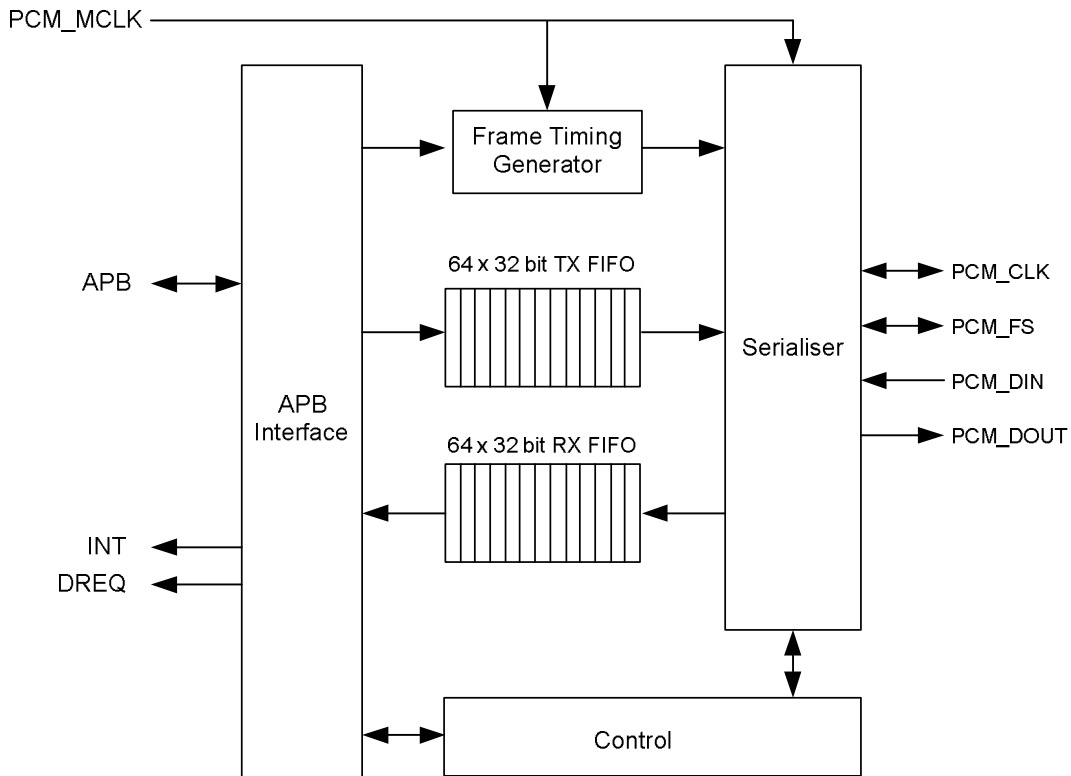 PCM_MCLK
Frame Timing
Generator
64 x 32 bit TX FIFO
APB
PCM_CLK
PCM_FS
Serialiser
PCM_DIN
APB
Interface
PCM_DOUT
64 x 32 bit RX FIFO
INT
DREQ
Control